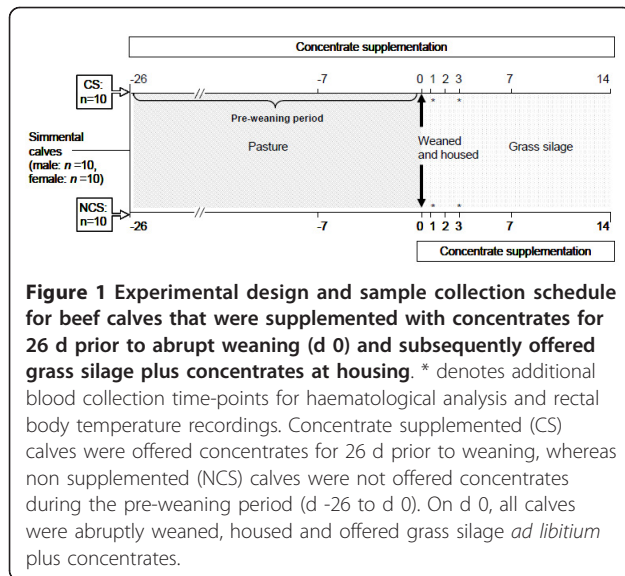 Concentrate supplementation
CS:
n=10
-26
-7
0 1 2 3
7
14
* *
Pre-weaning period
Simmental
calves
(male: n =10,
female: n =10)
Pasture
Weaned
and housed
Grass silage
* *
NCS:
n=10
-26
-7
0 1 2 3
7
14
Concentrate supplementation
Figure 1 Experimental design and sample collection schedule
for beef calves that were supplemented with concentrates for
26 d prior to abrupt weaning (d 0) and subsequently offered
grass silage plus concentrates at housing. * denotes additional
blood collection time-points for haematological analysis and rectal
body temperature recordings. Concentrate supplemented (CS)
calves were offered concentrates for 26 d prior to weaning, whereas
non supplemented (NCS) calves were not offered concentrates
during the pre-weaning period (d -26 to d 0). On d 0, all calves
were abruptly weaned, housed and offered grass silage ad libitium
plus concentrates.